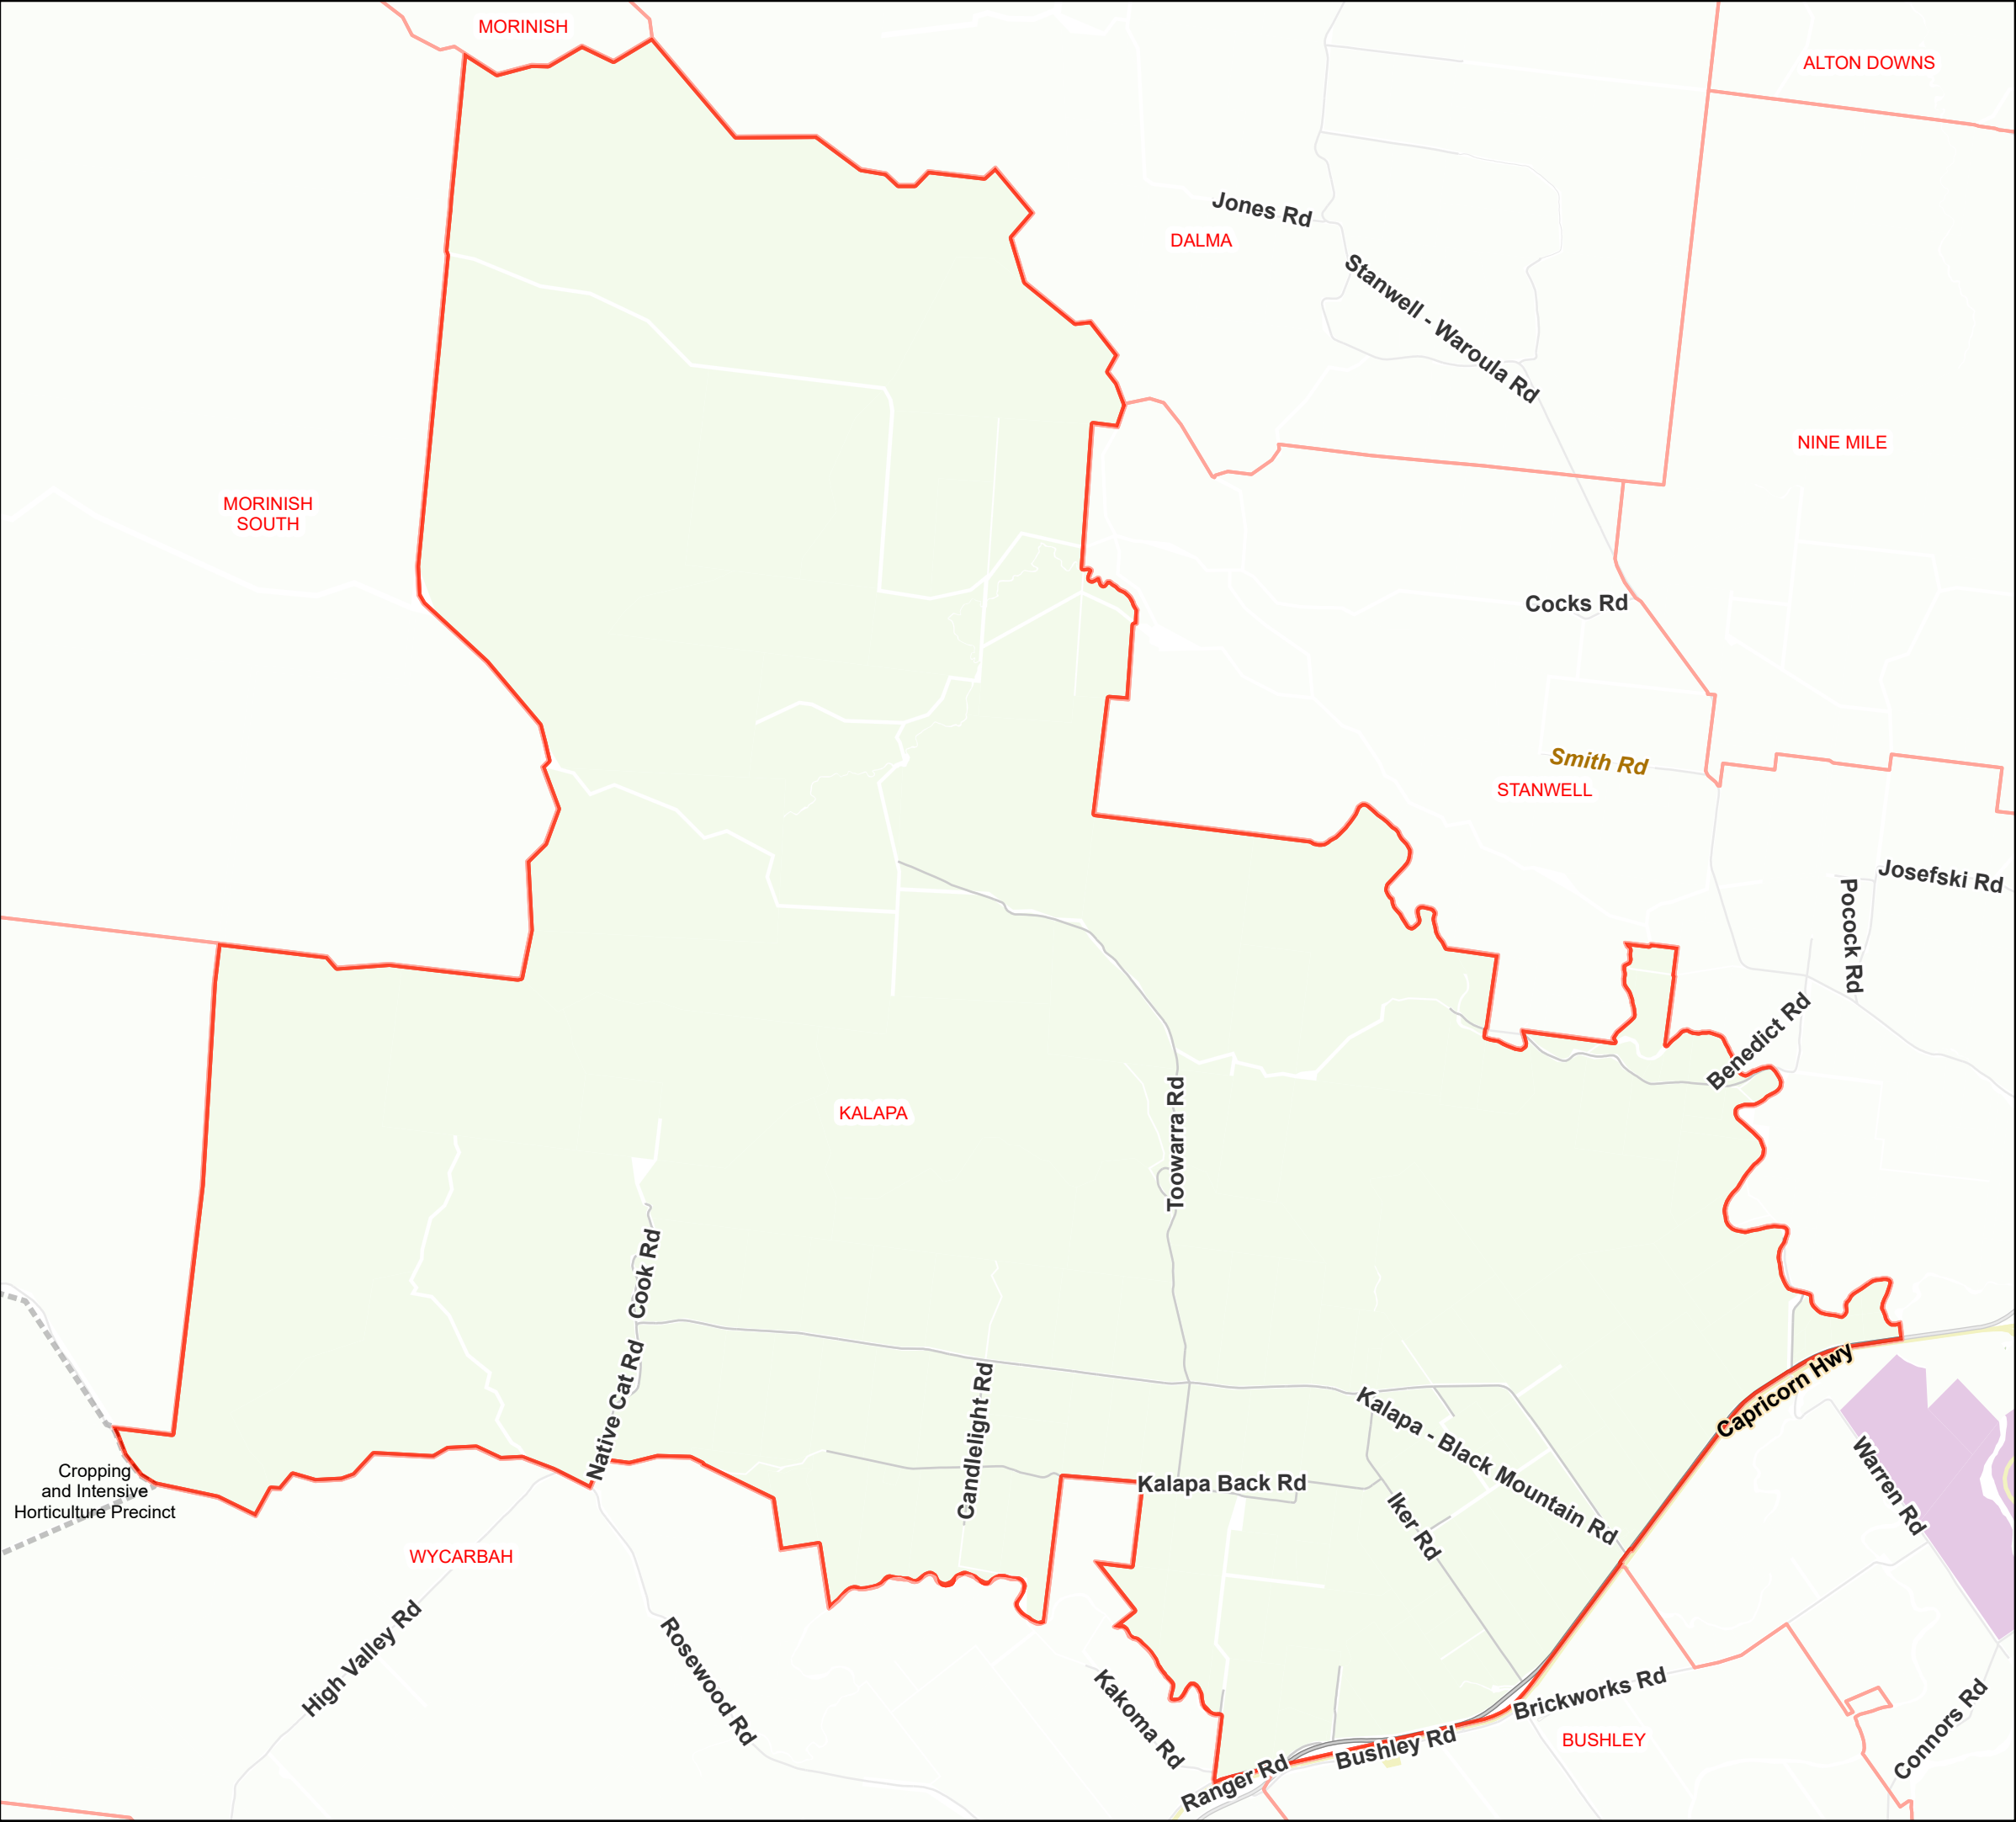 MORINISH
ALTON DOWNS
Jones Rd
DALMA
Stanwell - Waroula Rd
NINE MILE
MORINISH
SOUTH
Cocks Rd
Smith Rd
STANWELL
Josefski Rd
Pocock Rd
Benedict Rd
KALAPA
Toowarra Rd
Cook Rd
Native Cat Rd
Candlelight Rd
Capricorn Hwy
Kalapa - Black Mountain Rd
Warren Rd
Cropping
and Intensive
Horticulture Precinct
Kalapa Back Rd
Iker Rd
WYCARBAH
High Valley Rd
Rosewood Rd
Kakoma Rd
Brickworks Rd
Bushley Rd
BUSHLEY
Connors Rd
Ranger Rd